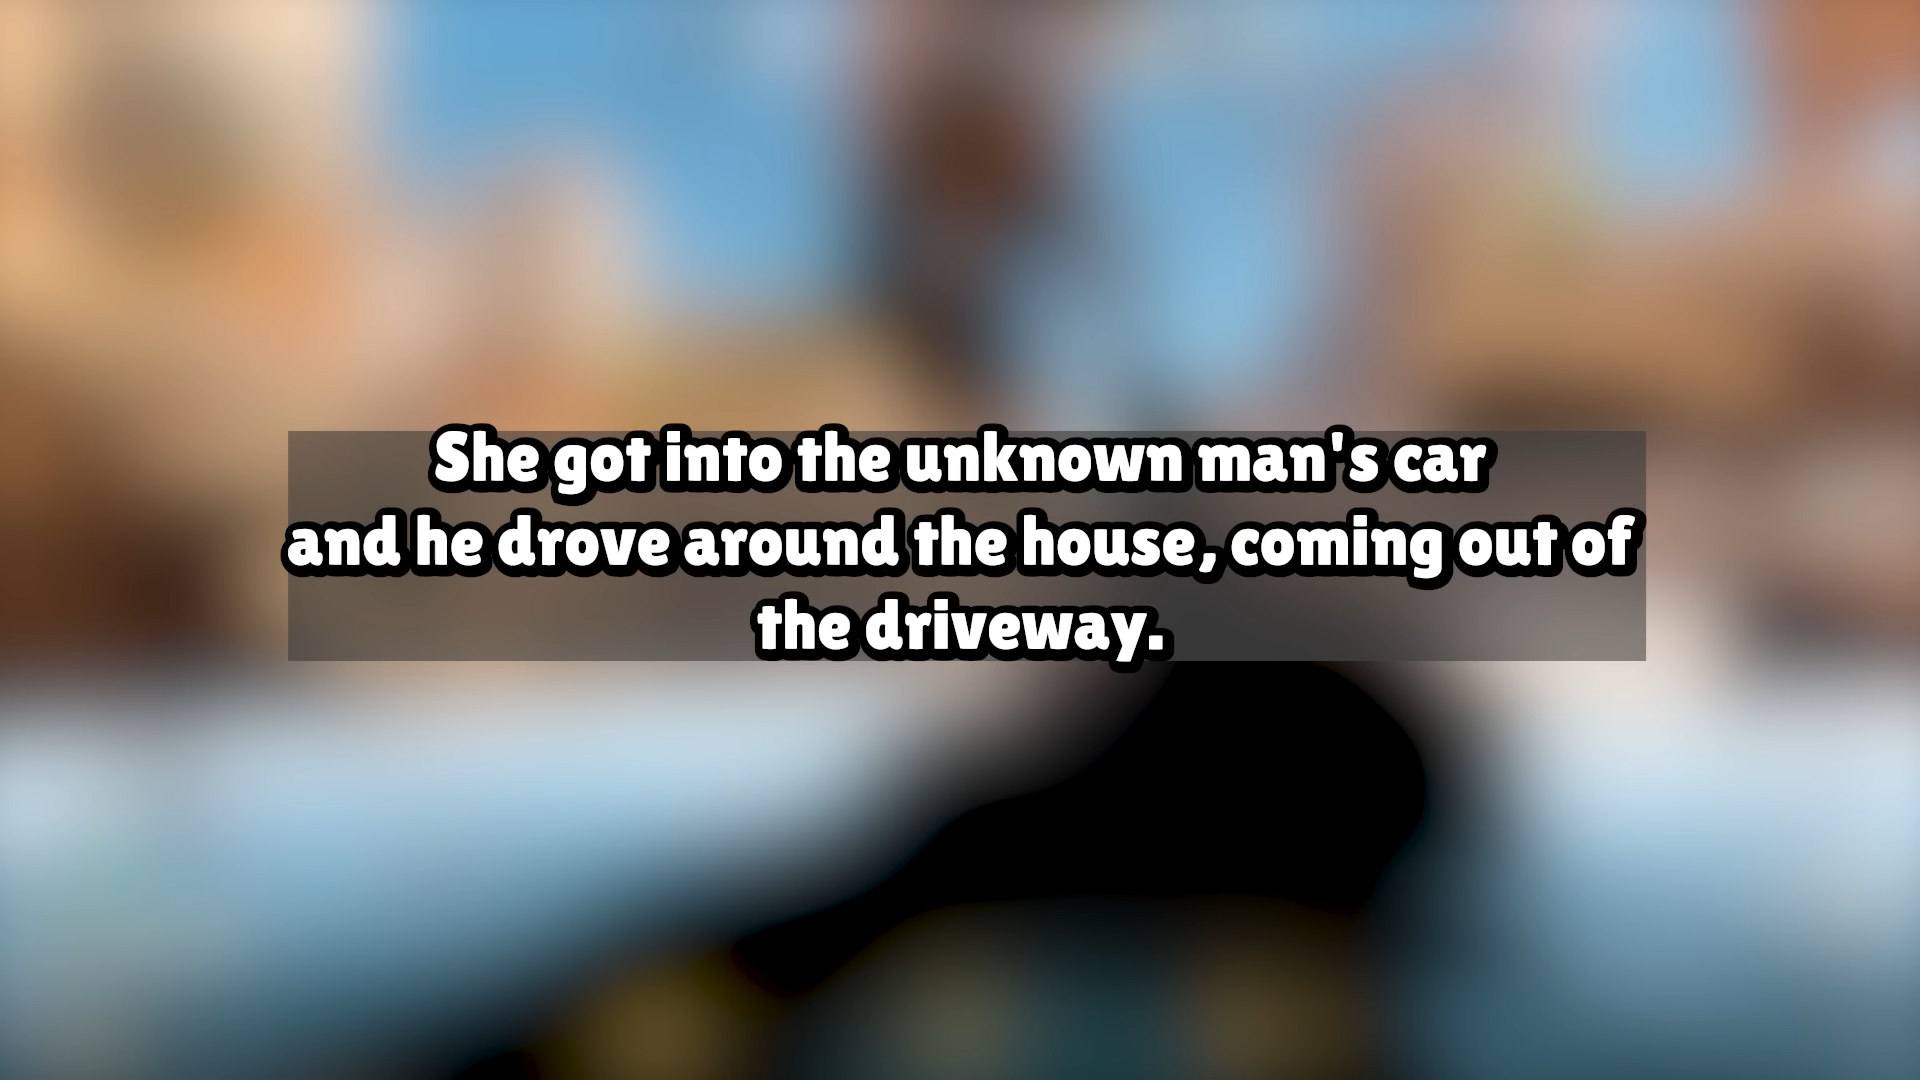 She got into the unknown man's car
and he drove around the house, coming out of
the driveway.